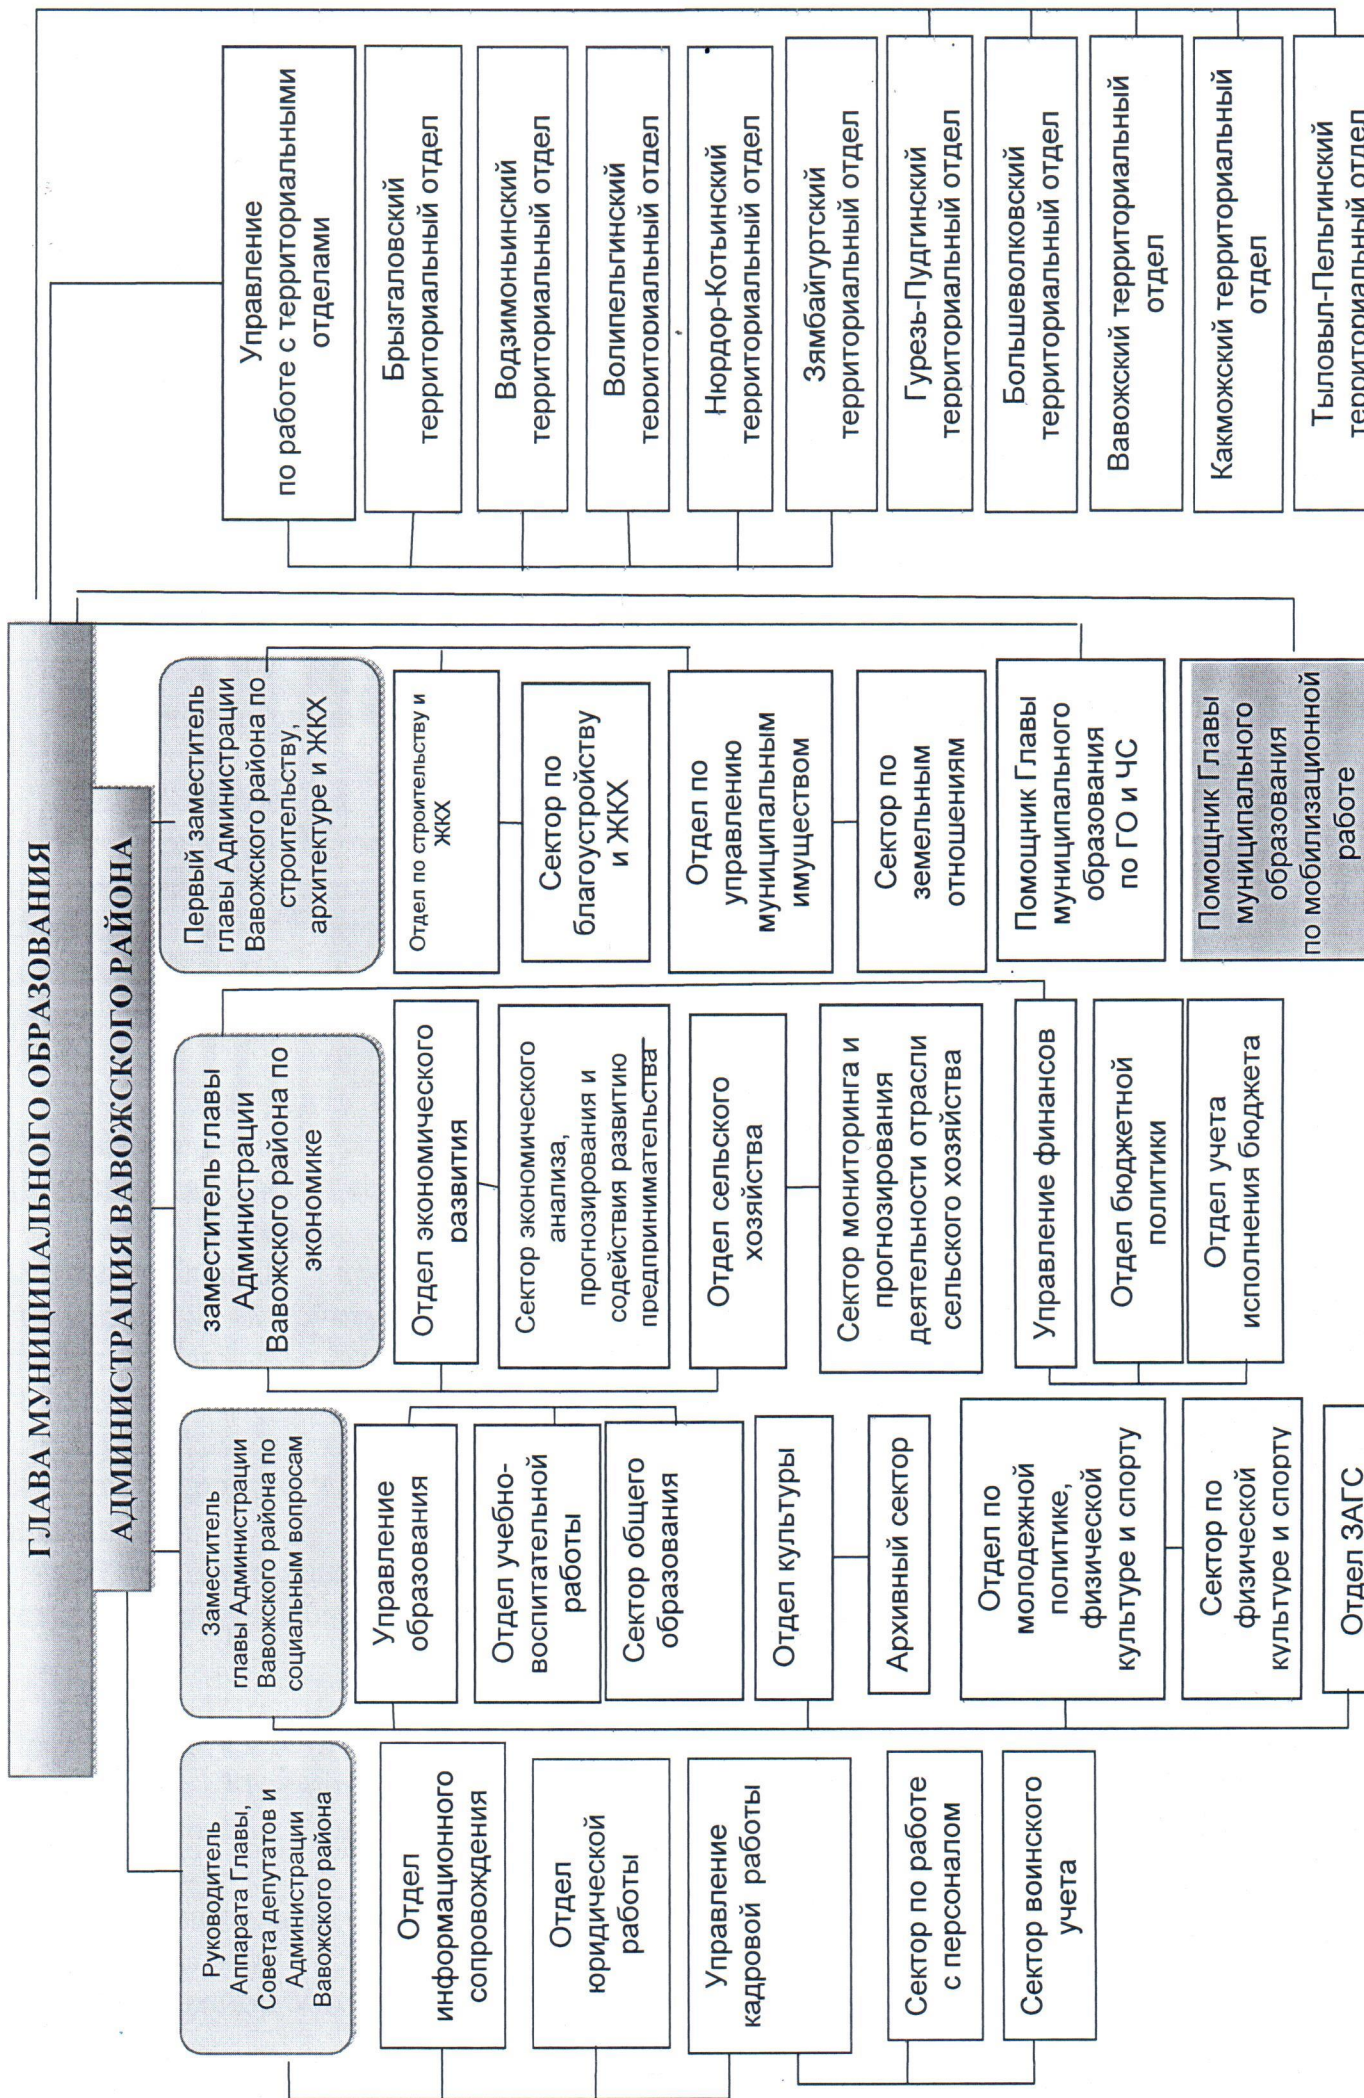 ГЛАВА МУНИЦИПАЛЬНОГО ОБРАЗОВАНИЯ
АДМИНИСТРАЦИЯ ВАВОЖСКОГО РАЙОНА
Руководитель
Аппарата Главы,
Совета депутатов и
Администрации
Вавожского района
Отдел
информационного
сопровождения
Отдел
юридической
работы
Управление
кадровой работы
Сектор по работе
с персоналом
Сектор воинского
учета
Заместитель
главы Администрации
Вавожского района по
социальным вопросам
Управление
образования
Отдел учебно-
воспитательной
работы
Сектор общего
образования
Отдел культуры
Архивный сектор
Отдел по
молодежной
политике,
физической
культуре и спорту
Сектор по
физической
культуре и спорту
Отдел ЗАГС
заместитель главы
Администрации
Вавожского района по
экономике
Отдел экономического
развития
Сектор экономического
анализа,
прогнозирования и
содействия развитию
предпринимательства
Отдел сельского
хозяйства
Сектор мониторинга и
прогнозирования
деятельности отрасли
сельского хозяйства
Управление финансов
Отдел бюджетной
политики
Отдел учета
исполнения бюджета
Первый заместитель
главы Администрации
Вавожского района по
строительству,
архитектуре и ЖКХ
Отдел по строительству и
ЖКХ
Сектор по
благоустройству
и ЖКХ
Отдел по
управлению
муниципальным
имуществом
Сектор по
земельным
отношениям
Помощник Главы
муниципального
образования
по ГО и ЧС
Помощник Главы
муниципального
образования
по мобилизационной
работе
Управление
по работе с территориальными
отделами
Брызгаловский
территориальный отдел
Водзимоньинский
территориальный отдел
Волипельгинский
территориальный отдел
Нюрдор-Котьинский
территориальный отдел
Зямбайгуртский
территориальный отдел
Гурезь-Пудгинский
территориальный отдел
Большеволковский
территориальный отдел
Вавожский территориальный
отдел
Какможский территориальный
отдел
Тыловыл-Пельгинский
территориальный отдел